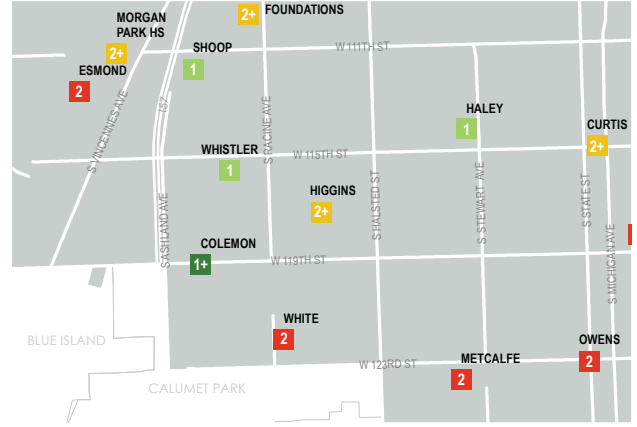 FOUNDATIONS
2+
MORGAN
PARK HS
2+
SHOOP
1
W 111TH ST
ESMOND
2
S VINCENNES AVE
I-57
S RACINE AVE
HALEY
1
CURTIS
2+
WHISTLER
1
W 115TH ST
HIGGINS
2+
S HALSTED ST
S STEWART AVE
S STATE ST
S MICHIGAN AVE
S ASHLAND AVE
COLEMON
1+
W 119TH ST
WHITE
2
BLUE ISLAND
OWENS
2
METCALFE
2
W 123RD ST
CALUMET PARK